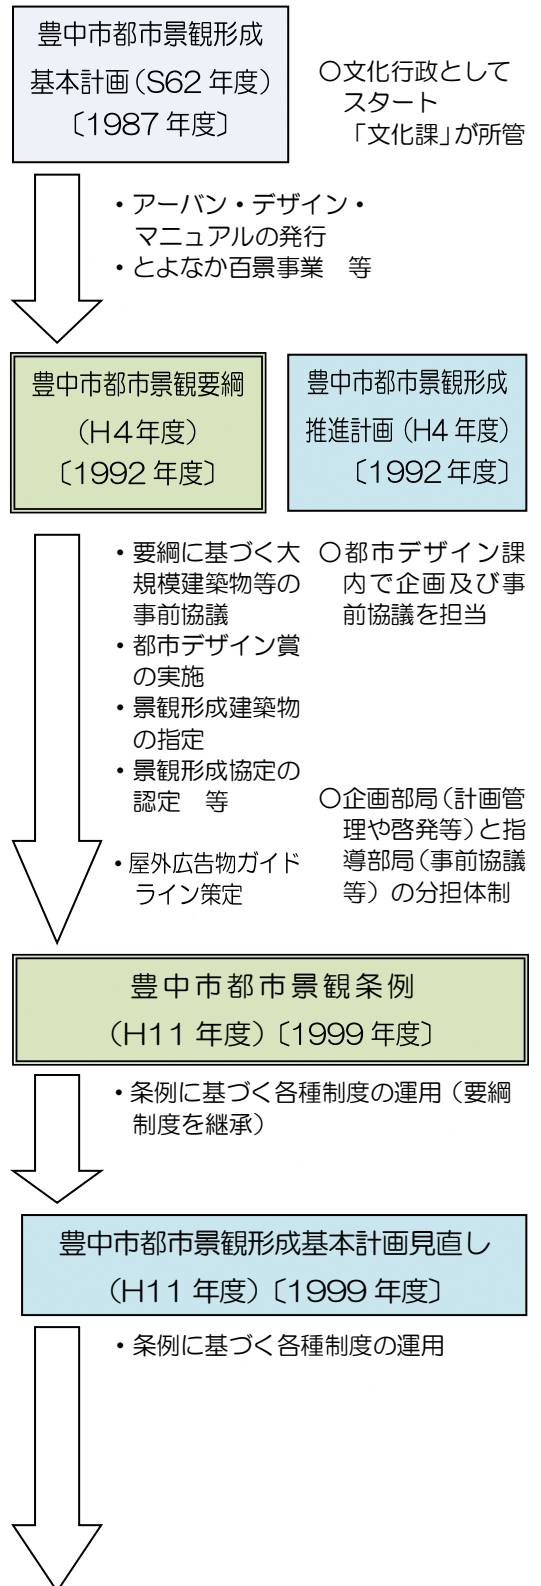 豊中市都市景観形成
基本計画（S62 年度）
〔1987 年度〕
○文化行政として
スタート
「文化課」が所管
・アーバン・デザイン・
マニュアルの発行
・とよなか百景事業　等
豊中市都市景観要綱
（H４年度）
〔1992 年度〕
豊中市都市景観形成
推進計画（H4 年度）
〔1992 年度〕
・要綱に基づく大
規模建築物等の
事前協議
・都市デザイン賞
の実施
・景観形成建築物
の指定
・景観形成協定の
認定　等
・屋外広告物ガイド
ライン策定
○都市デザイン課
内で企画及び事
前協議を担当
○企画部局（計画管
理や啓発等）と指
導部局（事前協議
等）の分担体制
豊中市都市景観条例
（H11 年度）〔1999 年度〕
・条例に基づく各種制度の運用（要綱
制度を継承）
豊中市都市景観形成基本計画見直し
（H11 年度）〔1999 年度〕
・条例に基づく各種制度の運用